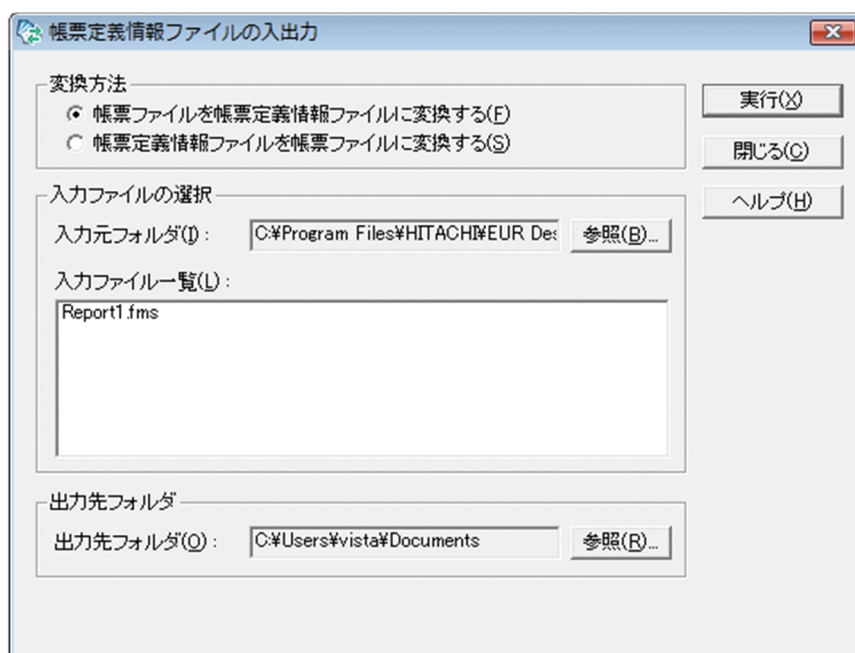 帳票定義情報ファイルの入出力
変換方法
帳票ファイルを帳票定義情報ファイルに変換する(F)
帳票定義情報ファイルを帳票ファイルに変換する(S)
実行(X)
閉じる(C)
ヘルプ(H)
入力ファイルの選択
入力元フォルダ(I):
C:¥Program Files¥HITACHI¥EUR Des
参照(B)...
入力ファイル一覧(L):
Report1.fms
出力先フォルダ
出力先フォルダ(O):
C:¥Users¥vista¥Documents
参照(R)...